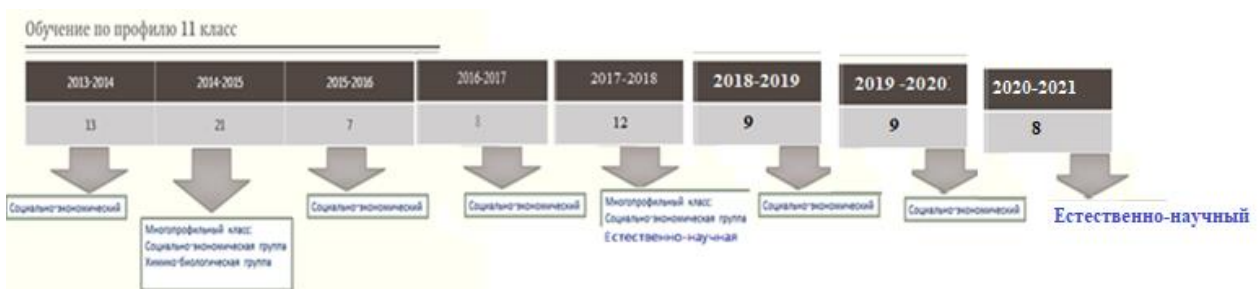 Обучение по профилю 11 класс
2013-2014 2014-2015 2015-2016 2016-2017 2017-2018 2018-2019 2019 -2020. 2020-2021
13 21 7 8 12 9 9 8
Социально-экономический Социально-экономический Социально-экономический Многопрофильный класс Социально-экономический Социально-экономический Естественно-научный
Социально-экономическая группа
Естественно-научная
Многопрофильный класс
Социально-экономическая группа
Химико-биологическая группа